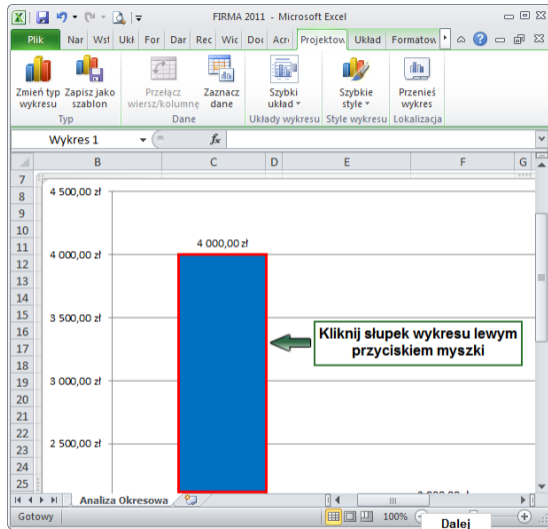 FIRMA 2011 - Microsoft Excel
Plik Nar Wst Ukł For Dar Rec Wic Doc Acr Projektow Układ Formatow
Zmień typ wykresu Zapisz jako szablon Przełącz wiersz/kolumnę Zaznacz dane Szybki układ Szybkie style Przenieś wykres
Typ Dane Układy wykresu Style wykresu Lokalizacja
Wykres 1 fx
B C D E F G
7
8 4 500,00 zł
9
10
11 4 000,00 zł
12 4 000,00 zł
13
14
15 3 500,00 zł
16 Kliknij słupek wykresu lewym
17 przyciskiem myszki
18
19 3 000,00 zł
20
21
22
23 2 500,00 zł
24
25
Analiza Okresowa
Gotowy 100% Dalej